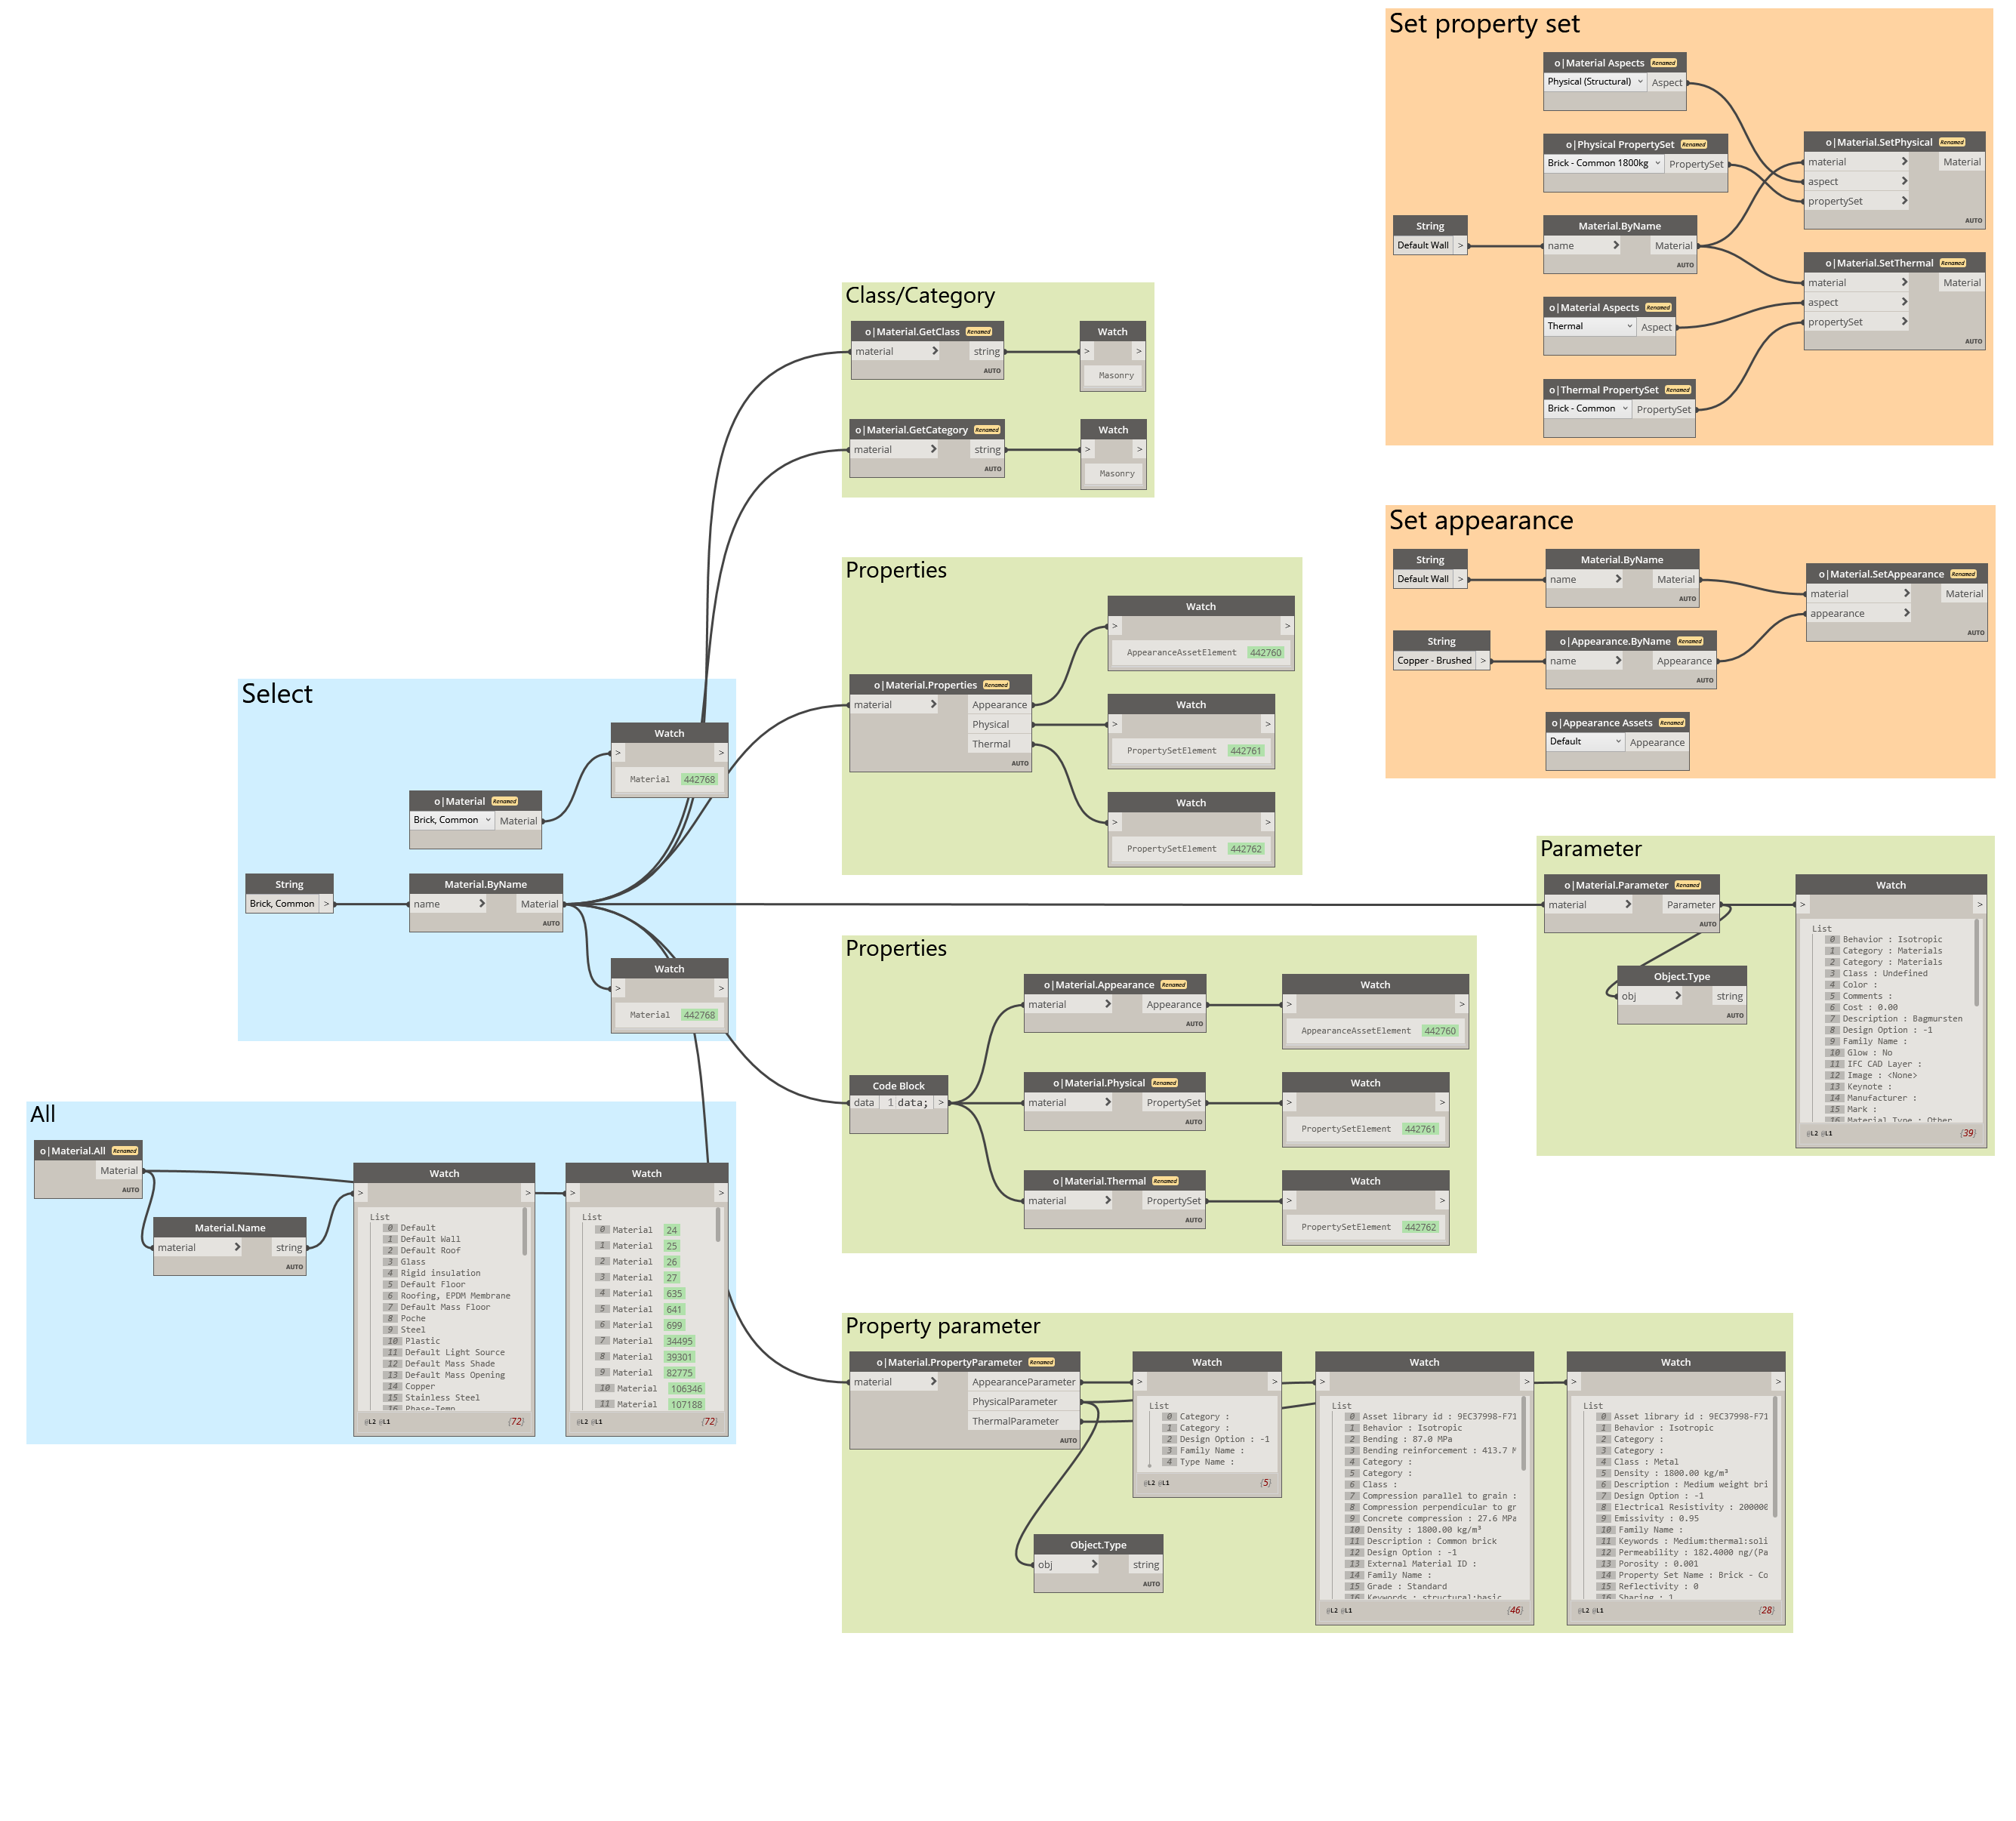 Set property set
o|Material Aspects Renamed
Physical (Structural) Aspect
o|Physical PropertySet Renamed
Brick - Common 1800kg PropertySet
String
Default Wall >
Material.ByName
name > Material
AUTO
o|Material Aspects Renamed
Thermal Aspect
o|Thermal PropertySet Renamed
Brick - Common PropertySet
o|Material.SetPhysical Renamed
material > Material
aspect >
propertySet >
AUTO
o|Material.SetThermal Renamed
material > Material
aspect >
propertySet >
AUTO
Class/Category
o|Material.GetClass Renamed
material > string
AUTO
Watch
> >
Masonry
o|Material.GetCategory Renamed
material > string
AUTO
Watch
> >
Masonry
Set appearance
String
Default Wall >
Material.ByName
name > Material
AUTO
String
Copper - Brushed >
o|Appearance.ByName Renamed
name > Appearance
AUTO
o|Appearance Assets Renamed
Default Appearance
o|Material.SetAppearance Renamed
material > Material
appearance >
AUTO
Properties
o|Material.Properties Renamed
material > Appearance
Physical
Thermal
AUTO
Watch
> >
AppearanceAssetElement 442760
Watch
> >
PropertySetElement 442761
Watch
> >
PropertySetElement 442762
Select
Watch
> >
Material 442768
o|Material Renamed
Brick, Common Material
String
Brick, Common >
Material.ByName
name > Material
AUTO
Watch
> >
Material 442768
Parameter
o|Material.Parameter Renamed
material > Parameter
AUTO
Object.Type
obj > string
AUTO
Watch
> >
List
0 Behavior : Isotropic
1 Category : Materials
2 Category : Materials
3 Class : Undefined
4 Color :
5 Comments :
6 Cost : 0.00
7 Description : Bagmursten
8 Design Option : -1
9 Family Name :
10 Glow : No
11 IFC CAD Layer :
12 Image : <None>
13 Keynote :
14 Manufacturer :
15 Mark :
16 Material Type : Other
@L2 @L1 {39}
Properties
Code Block
data 1 data; >
o|Material.Appearance Renamed
material > Appearance
AUTO
Watch
> >
AppearanceAssetElement 442760
o|Material.Physical Renamed
material > PropertySet
AUTO
Watch
> >
PropertySetElement 442761
o|Material.Thermal Renamed
material > PropertySet
AUTO
Watch
> >
PropertySetElement 442762
All
o|Material.All Renamed
Material
AUTO
Material.Name
material > string
AUTO
Watch
> >
List
0 Default
1 Default Wall
2 Default Roof
3 Glass
4 Rigid insulation
5 Default Floor
6 Roofing, EPDM Membrane
7 Default Mass Floor
8 Poche
9 Steel
10 Plastic
11 Default Light Source
12 Default Mass Shade
13 Default Mass Opening
14 Copper
15 Stainless Steel
16 Phase-Temp
@L2 @L1 {72}
Watch
> >
List
0 Material 24
1 Material 25
2 Material 26
3 Material 27
4 Material 635
5 Material 641
6 Material 699
7 Material 34495
8 Material 39301
9 Material 82775
10 Material 106346
11 Material 107188
@L2 @L1 {72}
Property parameter
o|Material.PropertyParameter Renamed
material > AppearanceParameter
PhysicalParameter
ThermalParameter
AUTO
Object.Type
obj > string
AUTO
Watch
> >
List
0 Category :
1 Category :
2 Design Option : -1
3 Family Name :
4 Type Name :
@L2 @L1 {5}
Watch
> >
List
0 Asset library id : 9EC37998-F71
1 Behavior : Isotropic
2 Bending : 87.0 MPa
3 Bending reinforcement : 413.7 M
4 Category :
5 Category :
6 Class :
7 Compression parallel to grain :
8 Compression perpendicular to gr
9 Concrete compression : 27.6 MPa
10 Density : 1800.00 kg/m³
11 Description : Common brick
12 Design Option : -1
13 External Material ID :
14 Family Name :
15 Grade : Standard
16 Keywords : structural:basic
@L2 @L1 {46}
Watch
> >
List
0 Asset library id : 9EC37998-F71
1 Behavior : Isotropic
2 Category :
3 Category :
4 Class : Metal
5 Density : 1800.00 kg/m³
6 Description : Medium weight bri
7 Design Option : -1
8 Electrical Resistivity : 200000
9 Emissivity : 0.95
10 Family Name :
11 Keywords : Medium:thermal:soli
12 Permeability : 182.4000 ng/(Pa
13 Porosity : 0.001
14 Property Set Name : Brick - Co
15 Reflectivity : 0
16 Sharing : 1
@L2 @L1 {28}